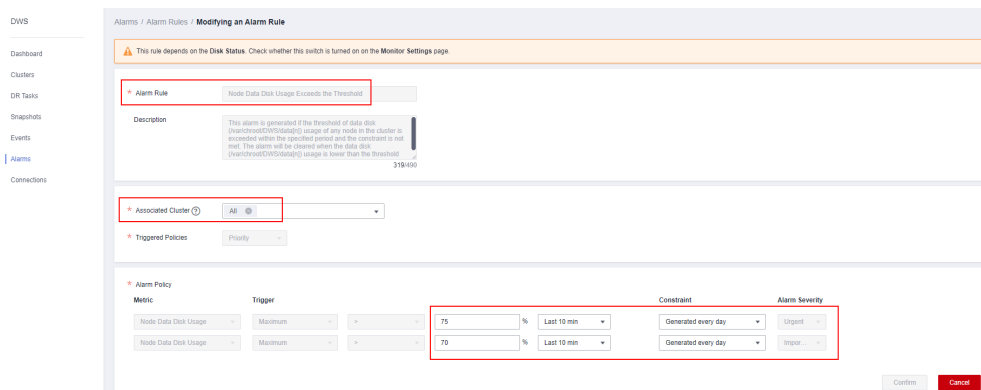 DWS
Dashboard
Clusters
DR Tasks
Snapshots
Events
Alarms
Connections
Alarms / Alarm Rules / Modifying an Alarm Rule
This rule depends on the Disk Status. Check whether this switch is turned on on the Monitor Settings page.
* Alarm Rule Node Data Disk Usage Exceeds the Threshold
Description
This alarm is generated if the threshold of data disk
(/var/chroot/DWS/data[n]) usage of any node in the cluster is
exceeded within the specified period and the constraint is not
met. The alarm will be cleared when the data disk
(/var/chroot/DWS/data[n]) usage is lower than the threshold
319/490
* Associated Cluster ? All
* Triggered Policies Priority
* Alarm Policy
Metric Trigger Constraint Alarm Severity
Node Data Disk Usage Maximum 75 % Last 10 min Generated every day Urgent
Node Data Disk Usage Maximum 70 % Last 10 min Generated every day Impor...
Confirm Cancel